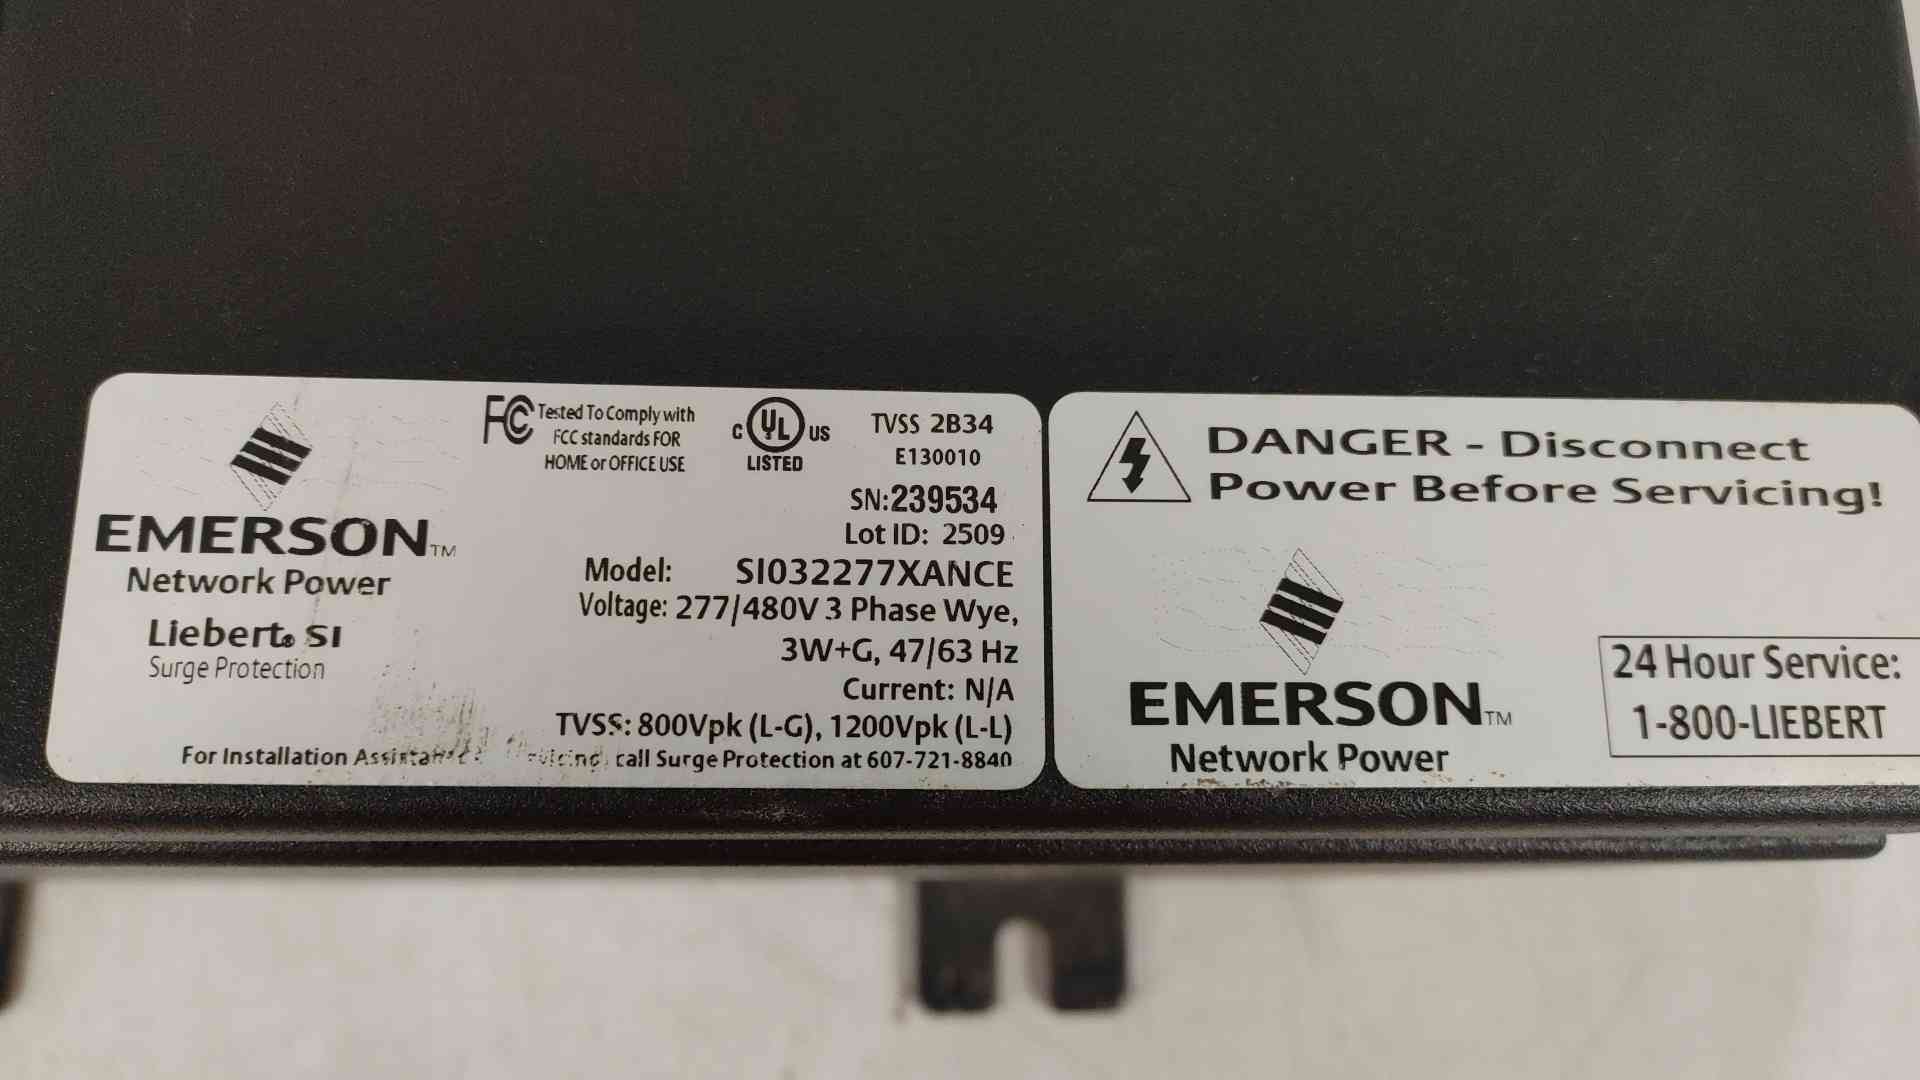 EMERSON™
Network Power
Liebert® SI
Surge Protection
FC Tested To Comply with
FCC standards FOR
HOME or OFFICE USE
C UL US
LISTED
TVSS 2B34
E130010
SN:239534
Lot ID: 2509
Model: SI032277XANCE
Voltage: 277/480V 3 Phase Wye,
3W+G, 47/63 Hz
Current: N/A
TVSS: 800Vpk (L-G), 1200Vpk (L-L)
For Installation call Surge Protection at 607-721-8840
DANGER - Disconnect
Power Before Servicing!
EMERSON™
Network Power
24 Hour Service:
1-800-LIEBERT